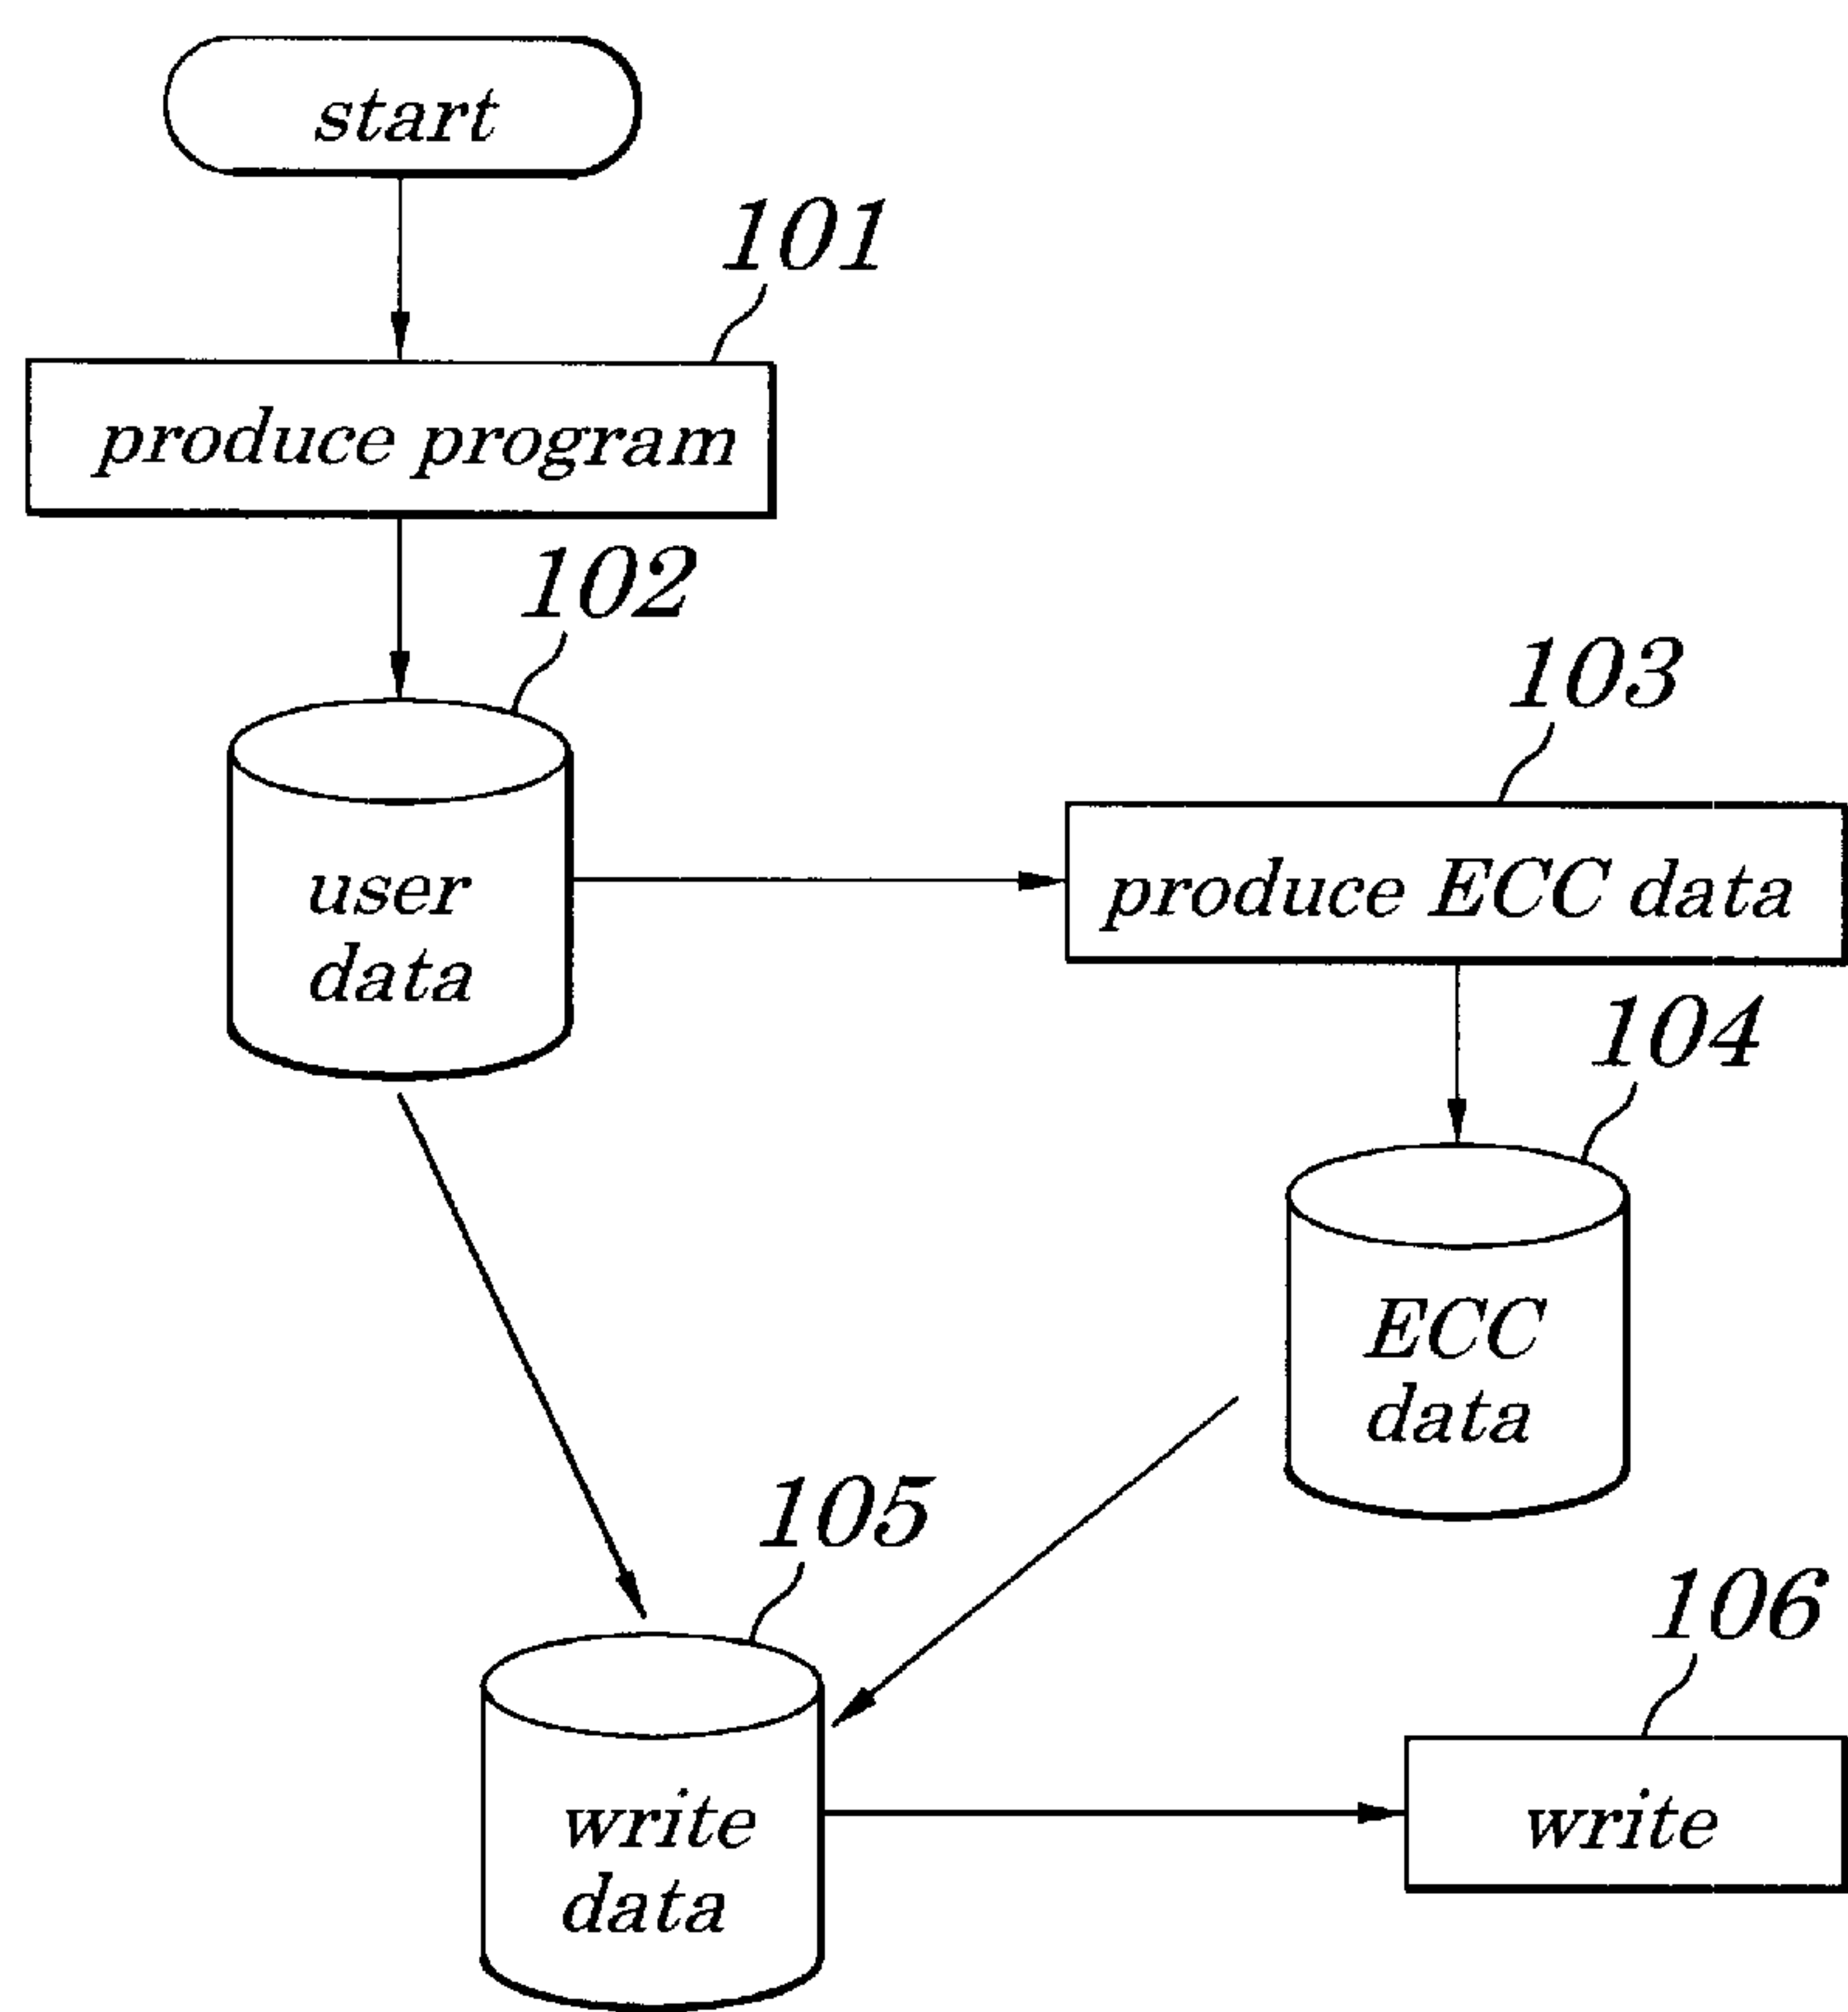 start
101
produce program
102
103
user
data
produce ECC data
104
ECC
data
105
106
write
data
write